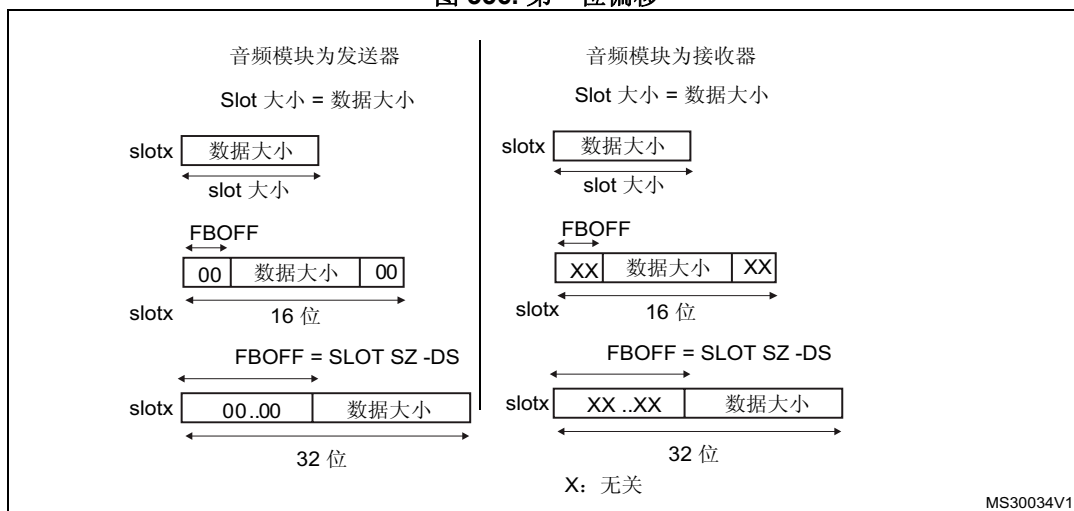 音频模块为发送器
Slot 大小 = 数据大小
slotx
数据大小
slot 大小
FBOFF
00
数据大小
00
slotx
16 位
FBOFF = SLOT SZ -DS
slotx
00..00
数据大小
32 位
音频模块为接收器
Slot 大小 = 数据大小
slotx
数据大小
slot 大小
FBOFF
XX
数据大小
XX
slotx
16 位
FBOFF = SLOT SZ -DS
slotx
XX ..XX
数据大小
32 位
X：无关
MS30034V1